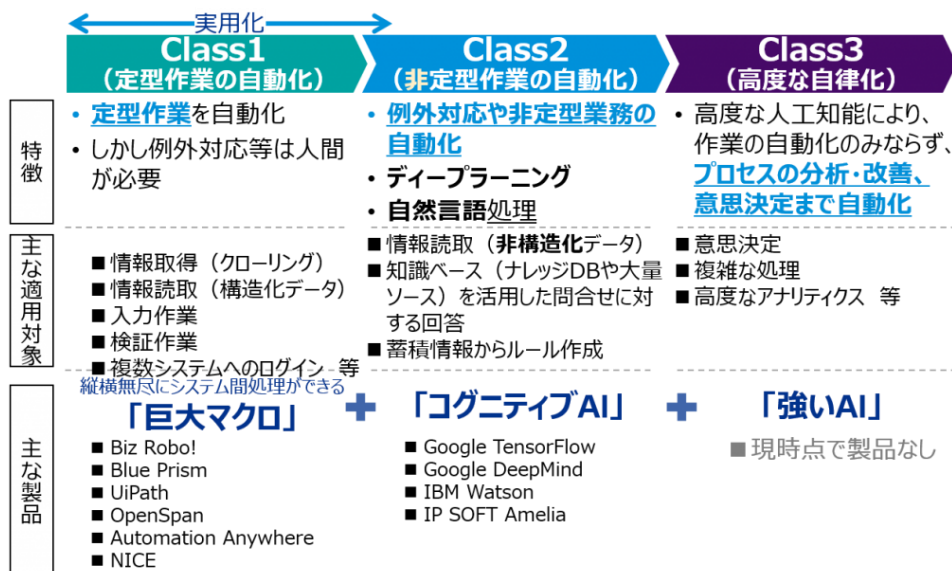 実用化
Class1
（定型作業の自動化）
Class2
（非定型作業の自動化）
Class3
（高度な自律化）
特徴
• 定型作業を自動化
• しかし例外対応等は人間
が必要
• 例外対応や非定型業務の
自動化
• ディープラーニング
• 自然言語処理
• 高度な人工知能により、
作業の自動化のみならず、
プロセスの分析・改善、
意思決定まで自動化
主な適用対象
■ 情報取得（クローリング）
■ 情報読取（構造化データ）
■ 入力作業
■ 検証作業
■ 複数システムへのログイン 等
■ 情報読取（非構造化データ）
■ 知識ベース（ナレッジDBや大量
ソース）を活用した問合せに対
する回答
■ 蓄積情報からルール作成
■ 意思決定
■ 複雑な処理
■ 高度なアナリティクス 等
主な製品
縦横無尽にシステム間処理ができる
「巨大マクロ」
■ Biz Robo!
■ Blue Prism
■ UiPath
■ OpenSpan
■ Automation Anywhere
■ NICE
+
「コグニティブAI」
■ Google TensorFlow
■ Google DeepMind
■ IBM Watson
■ IP SOFT Amelia
+
「強いAI」
■ 現時点で製品なし